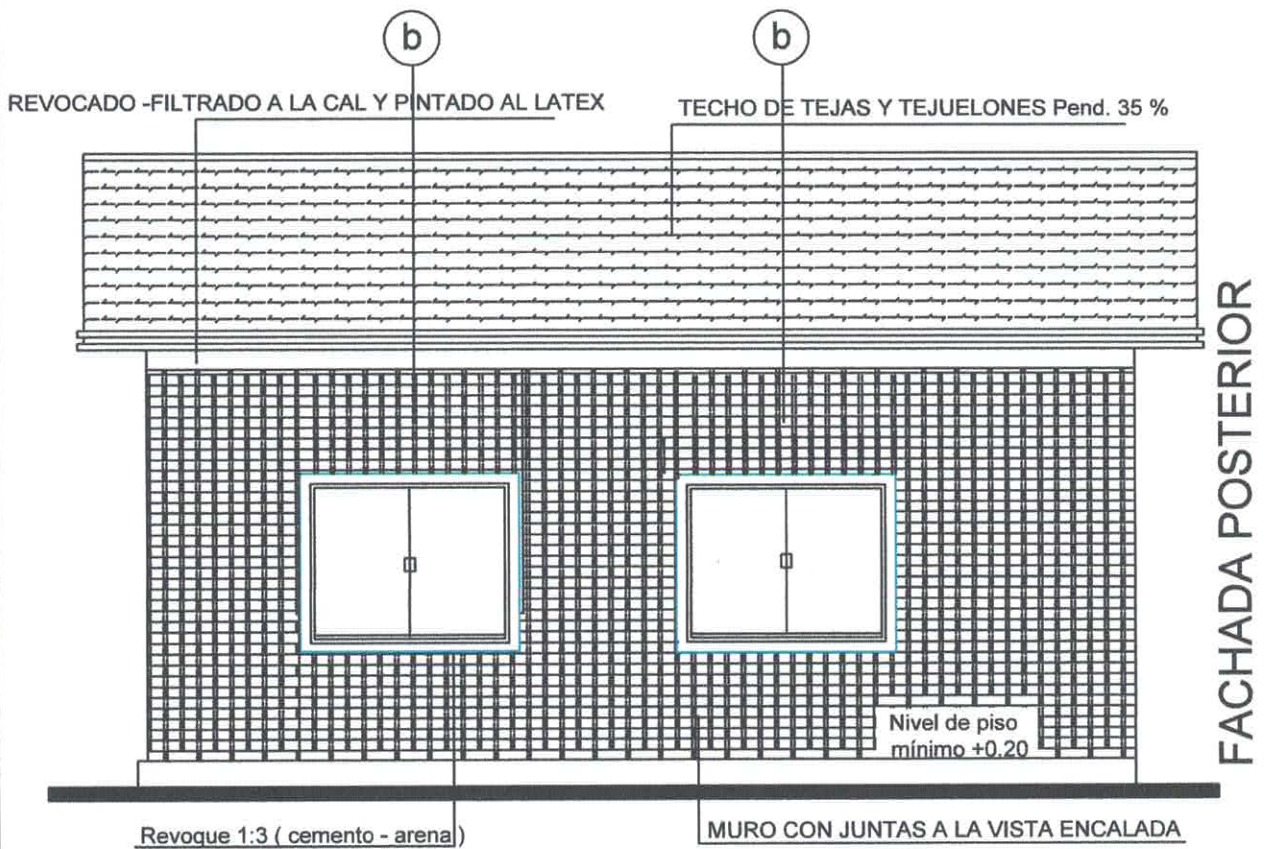 b
b
REVOCADO -FILTRADO A LA CAL Y PINTADO AL LATEX
TECHO DE TEJAS Y TEJUELONES Pend. 35 %
FACHADA POSTERIOR
Nivel de piso
mínimo +0.20
Revoque 1:3 ( cemento - arena )
MURO CON JUNTAS A LA VISTA ENCALADA